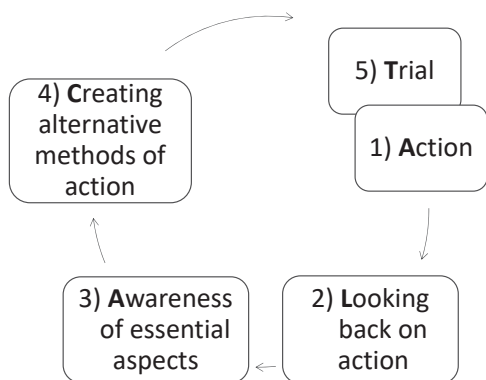 5) Trial
1) Action
2) Looking
back on
action
3) Awareness
of essential
aspects
4) Creating
alternative
methods of
action